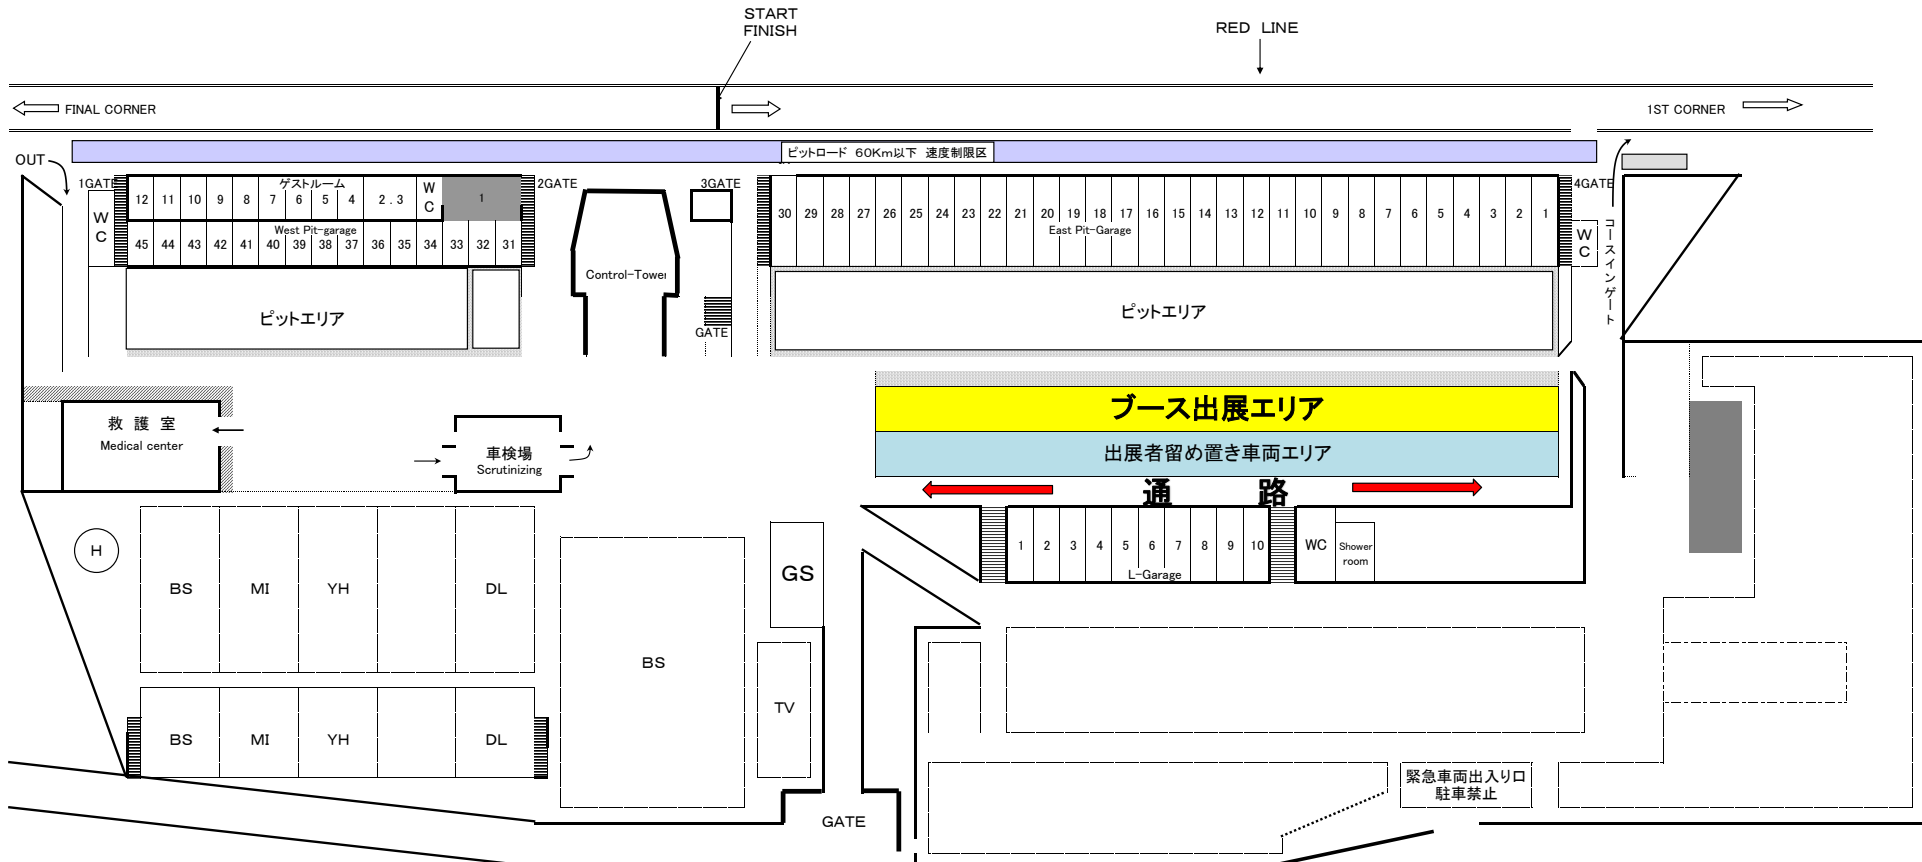 START
FINISH
RED LINE
FINAL CORNER
1ST CORNER
ピットロード 60Km以下 速度制限区
OUT
1GATE
2GATE
3GATE
4GATE
ゲストルーム
12 11 10 9 8 7 6 5 4 2.3 WC 1
WC
West Pit-garage
45 44 43 42 41 40 39 38 37 36 35 34 33 32 31
30 29 28 27 26 25 24 23 22 21 20 19 18 17 16 15 14 13 12 11 10 9 8 7 6 5 4 3 2 1
East Pit-Garage
WC
コースインゲート
Control-Tower
GATE
ピットエリア
ピットエリア
救護室
Medical center
車検場
Scrutinizing
ブース出展エリア
出展者留め置き車両エリア
通路
H
BS MI YH DL
BS
GS
1 2 3 4 5 6 7 8 9 10
L-Garage
WC
Shower
room
BS MI YH DL
TV
緊急車両出入り口
駐車禁止
GATE